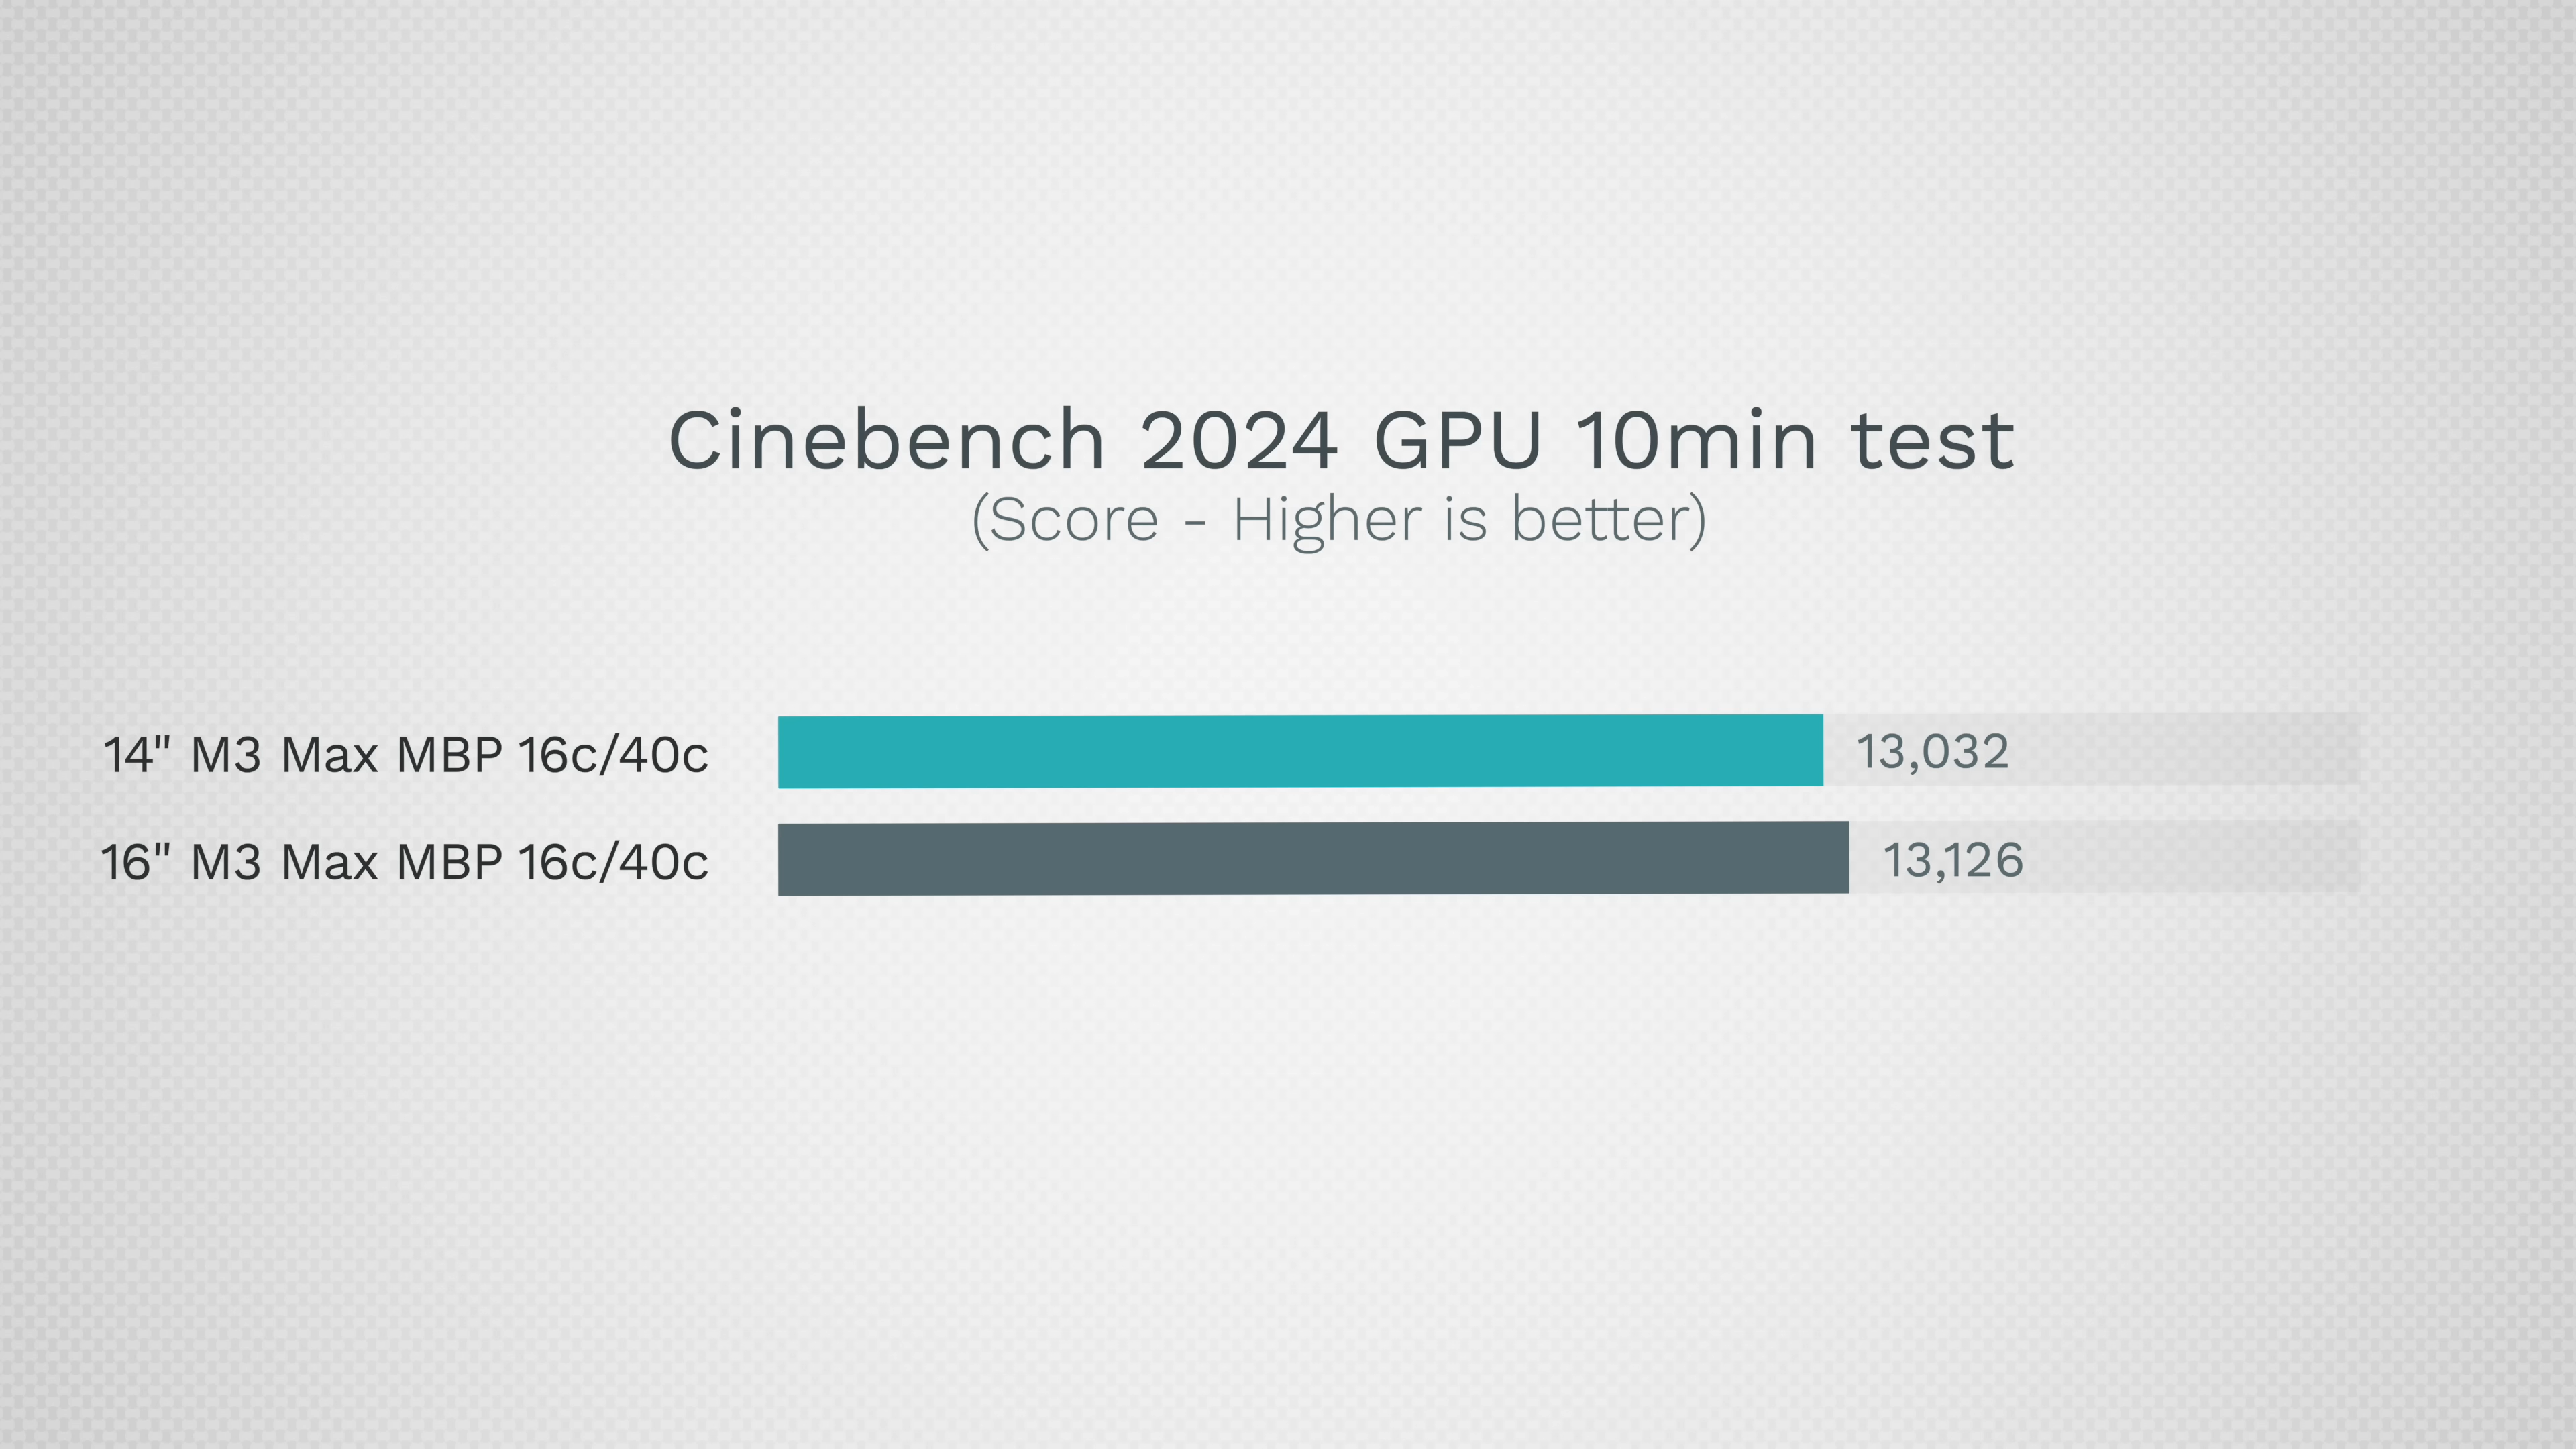 Cinebench 2024 GPU 10min test
(Score - Higher is better)
14" M3 Max MBP 16c/40c 13,032
16" M3 Max MBP 16c/40c 13,126